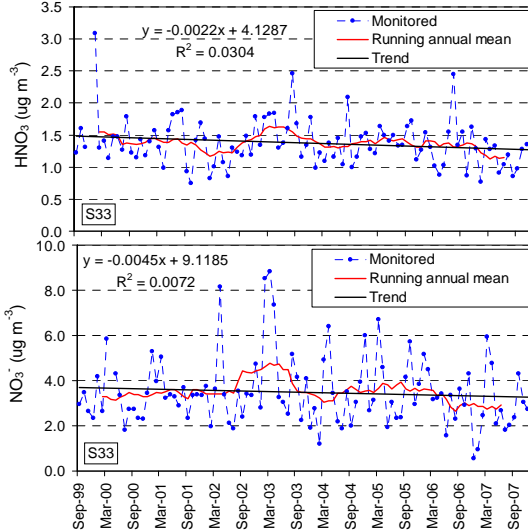 3.5
3.0
2.5
2.0
1.5
1.0
0.5
0.0
HNO₃ (ug m⁻³)
y = -0.0022x + 4.1287
R² = 0.0304
Monitored
Running annual mean
Trend
S33
10.0
8.0
6.0
4.0
2.0
0.0
NO₃⁻ (ug m⁻³)
y = -0.0045x + 9.1185
R² = 0.0072
Monitored
Running annual mean
Trend
S33
Sep-99
Mar-00
Sep-00
Mar-01
Sep-01
Mar-02
Sep-02
Mar-03
Sep-03
Mar-04
Sep-04
Mar-05
Sep-05
Mar-06
Sep-06
Mar-07
Sep-07